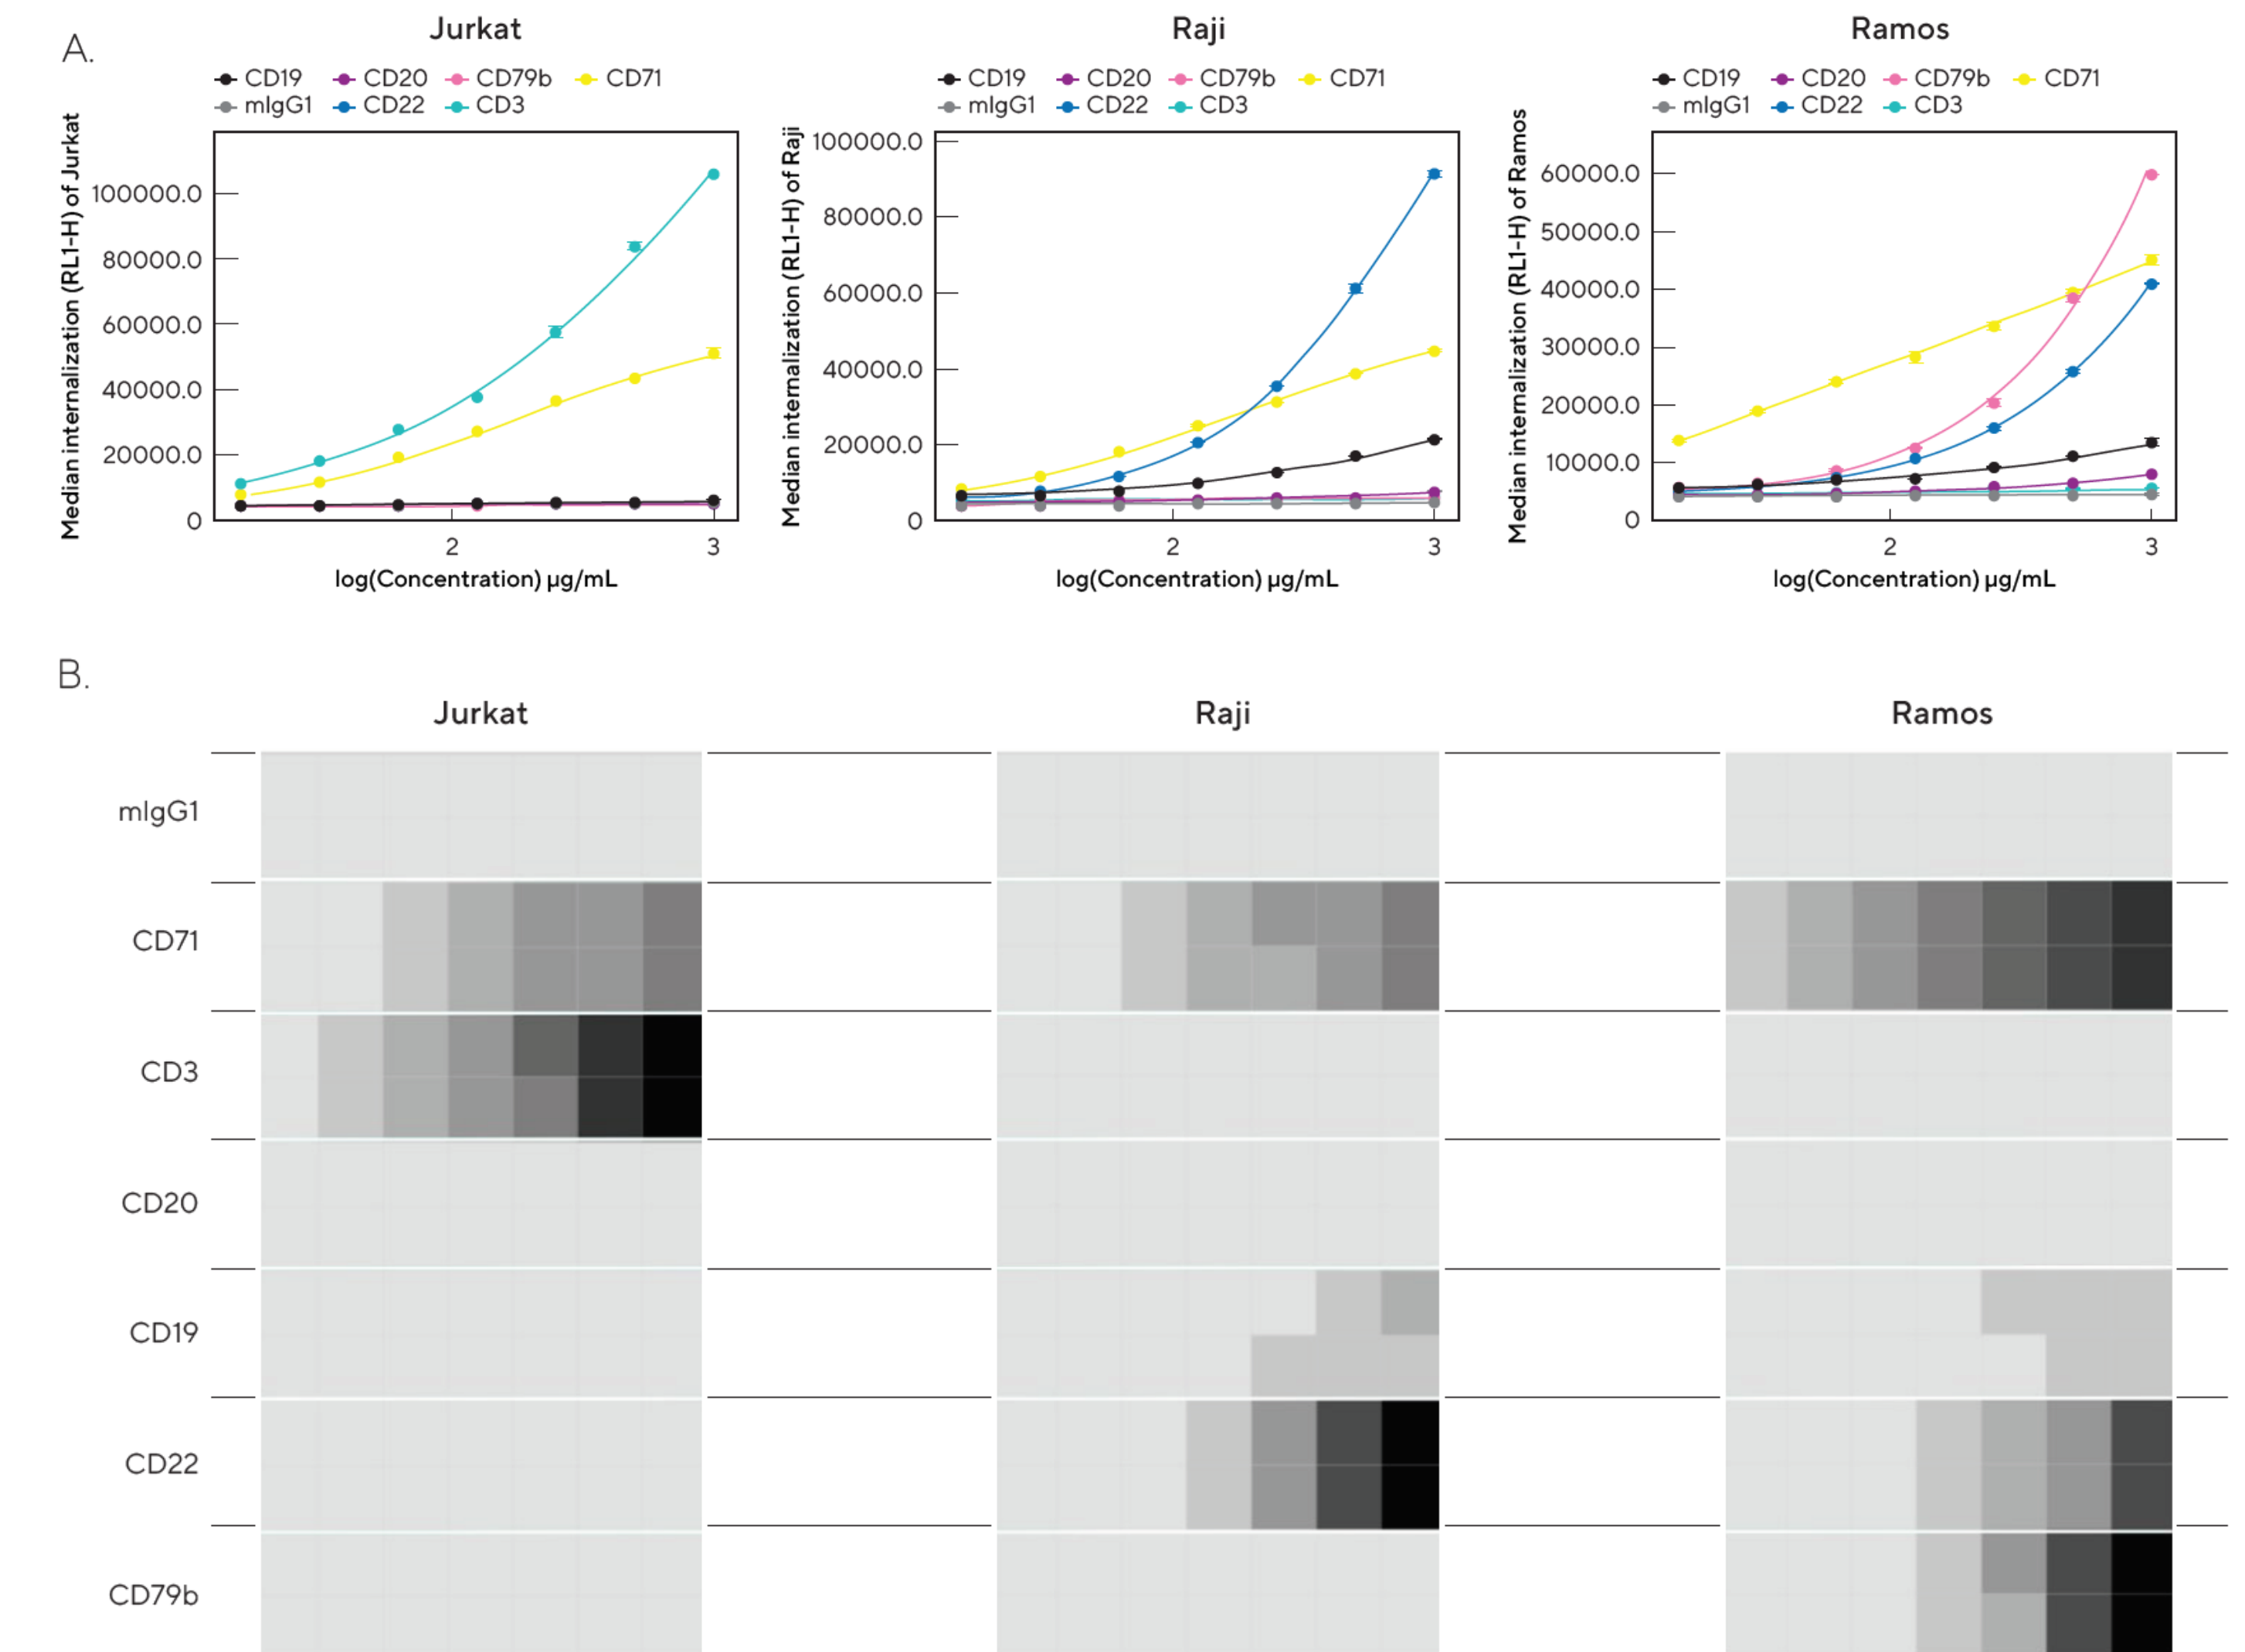 A.
Jurkat
CD19 CD20 CD79b CD71
mIgG1 CD22 CD3
Median internalization (RL1-H) of Jurkat
100000.0
80000.0
60000.0
40000.0
20000.0
0
2 3
log(Concentration) µg/mL
Raji
CD19 CD20 CD79b CD71
mIgG1 CD22 CD3
Median internalization (RL1-H) of Raji
100000.0
80000.0
60000.0
40000.0
20000.0
0
2 3
log(Concentration) µg/mL
Ramos
CD19 CD20 CD79b CD71
mIgG1 CD22 CD3
Median internalization (RL1-H) of Ramos
60000.0
50000.0
40000.0
30000.0
20000.0
10000.0
0
2 3
log(Concentration) µg/mL
B.
Jurkat Raji Ramos
mIgG1
CD71
CD3
CD20
CD19
CD22
CD79b